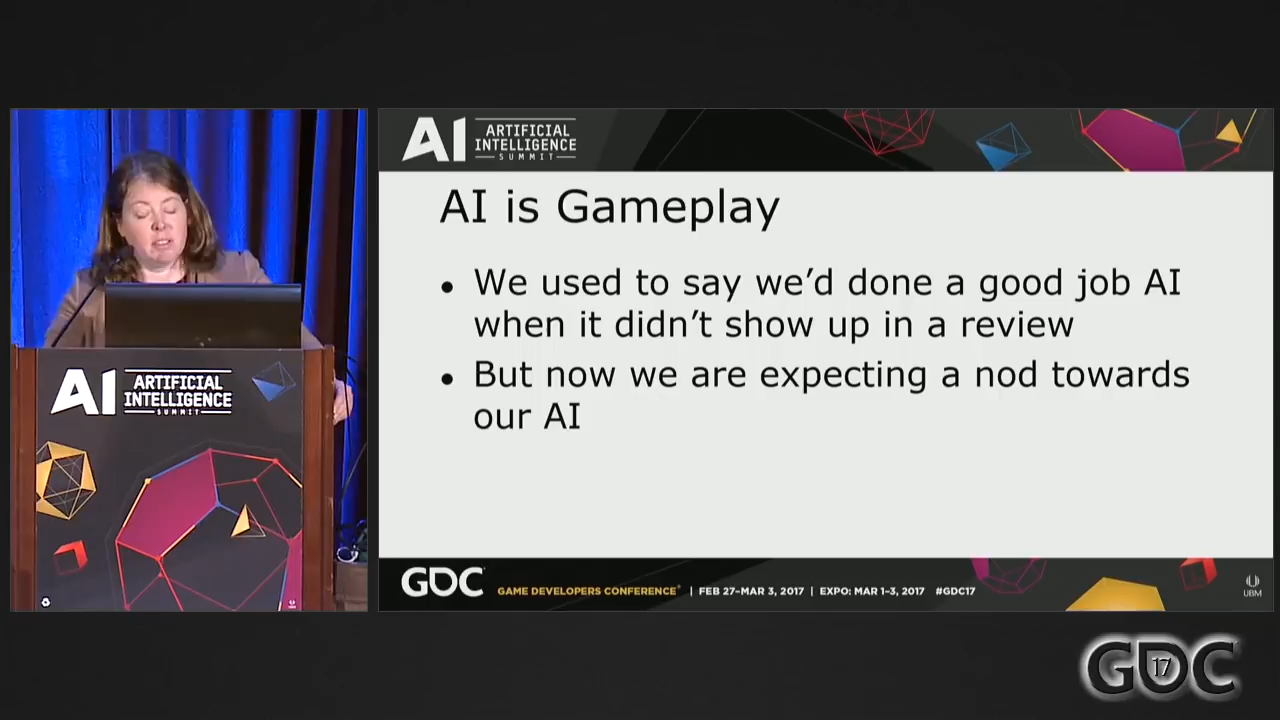 AI ARTIFICIAL
INTELLIGENCE
SUMMIT
AI is Gameplay
• We used to say we’d done a good job AI
when it didn’t show up in a review
• But now we are expecting a nod towards
our AI
AI ARTIFICIAL
INTELLIGENCE
SUMMIT
GDC GAME DEVELOPERS CONFERENCE® | FEB 27–MAR 3, 2017 | EXPO: MAR 1–3, 2017 #GDC17
UBM
GDC 17